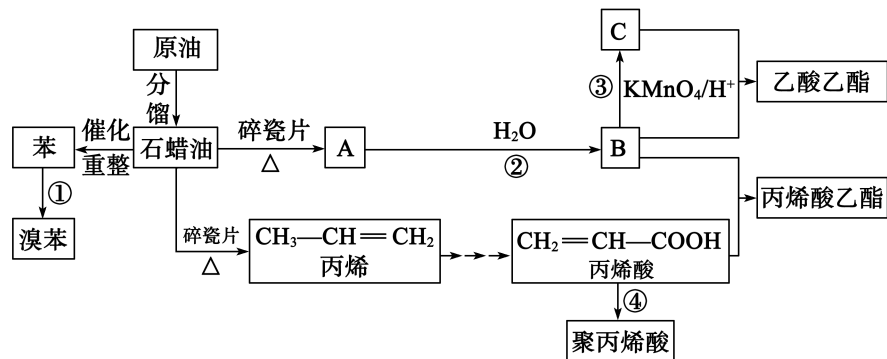 原油
分
馏
C
③
KMnO₄/H⁺
乙酸乙酯
苯
催化
重整
石蜡油
碎瓷片
△
A
H₂O
②
B
①
溴苯
碎瓷片
△
CH₃—CH=CH₂
丙烯
CH₂=CH—COOH
丙烯酸
丙烯酸乙酯
④
聚丙烯酸